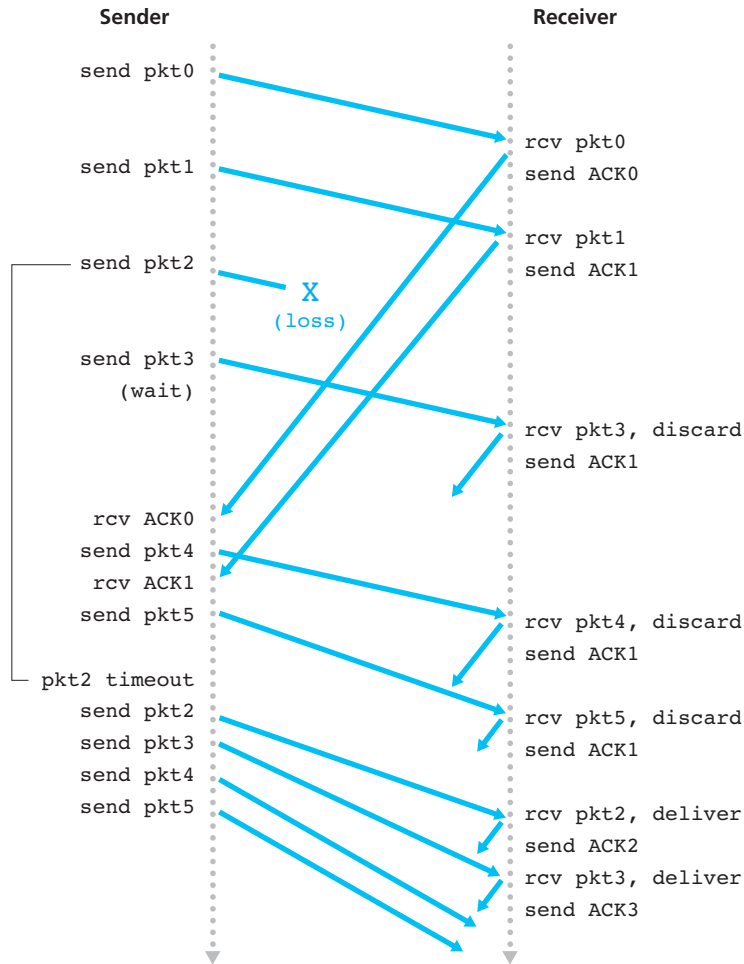 Sender
Receiver
send pkt0
rcv pkt0
send ACK0
send pkt1
rcv pkt1
send ACK1
send pkt2
X
(loss)
send pkt3
(wait)
rcv pkt3, discard
send ACK1
rcv ACK0
send pkt4
rcv ACK1
send pkt5
rcv pkt4, discard
send ACK1
pkt2 timeout
send pkt2
send pkt3
send pkt4
send pkt5
rcv pkt5, discard
send ACK1
rcv pkt2, deliver
send ACK2
rcv pkt3, deliver
send ACK3